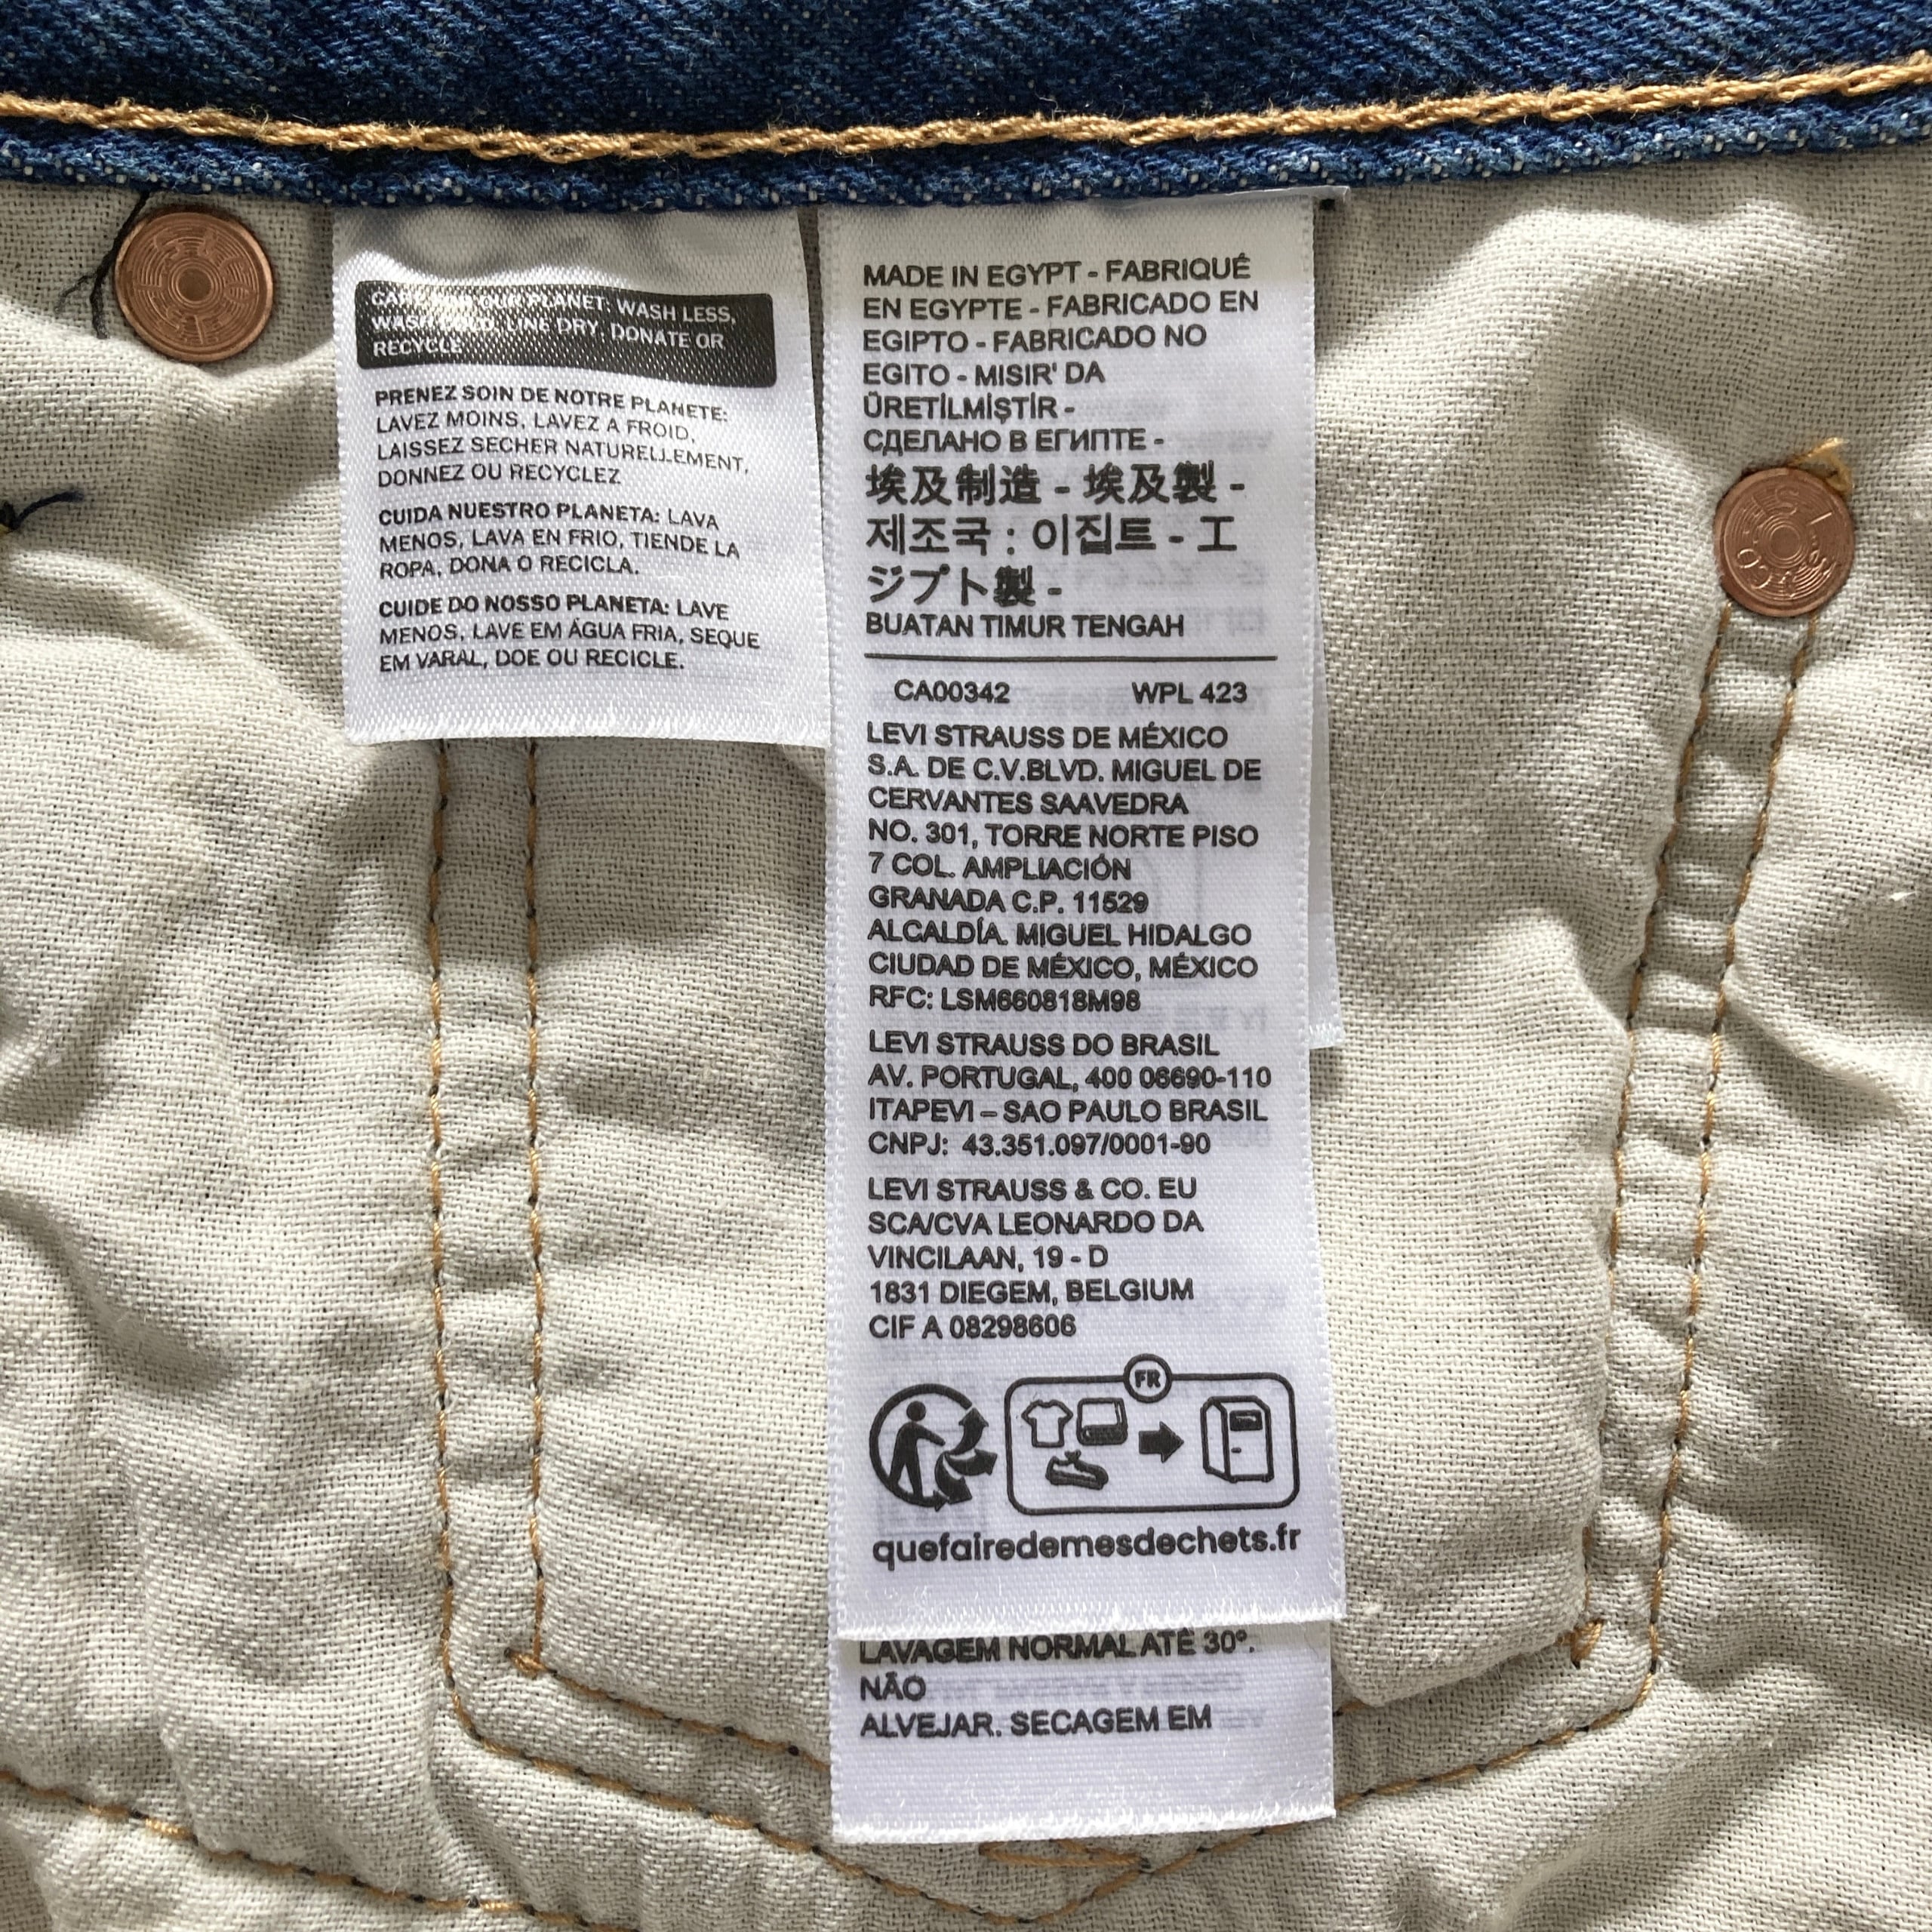 CARE FOR OUR PLANET: WASH LESS,
WASH COLD, LINE DRY, DONATE OR
RECYCLE.
PRENEZ SOIN DE NOTRE PLANETE:
LAVEZ MOINS, LAVEZ A FROID,
LAISSEZ SECHER NATURELLEMENT,
DONNEZ OU RECYCLEZ
CUIDA NUESTRO PLANETA: LAVA
MENOS, LAVA EN FRIO, TIENDE LA
ROPA, DONA O RECICLA.
CUIDE DO NOSSO PLANETA: LAVE
MENOS, LAVE EM ÁGUA FRIA, SEQUE
EM VARAL, DOE OU RECICLE.
MADE IN EGYPT - FABRIQUÉ
EN EGYPTE - FABRICADO EN
EGIPTO - FABRICADO NO
EGITO - MISIR' DA
ÜRETİLMİŞTİR -
СДЕЛАНО В ЕГИПТЕ -
埃及制造 - 埃及製 -
제조국 : 이집트 - エ
ジプト製 -
BUATAN TIMUR TENGAH
CA00342 WPL 423
LEVI STRAUSS DE MÉXICO
S.A. DE C.V.BLVD. MIGUEL DE
CERVANTES SAAVEDRA
NO. 301, TORRE NORTE PISO
7 COL. AMPLIACIÓN
GRANADA C.P. 11529
ALCALDÍA. MIGUEL HIDALGO
CIUDAD DE MÉXICO, MÉXICO
RFC: LSM660818M98
LEVI STRAUSS DO BRASIL
AV. PORTUGAL, 400 06690-110
ITAPEVI – SAO PAULO BRASIL
CNPJ: 43.351.097/0001-90
LEVI STRAUSS & CO. EU
SCA/CVA LEONARDO DA
VINCILAAN, 19 - D
1831 DIEGEM, BELGIUM
CIF A 08298606
FR
quefairedemesdechets.fr
LAVAGEM NORMAL ATÉ 30°.
NÃO
ALVEJAR. SECAGEM EM